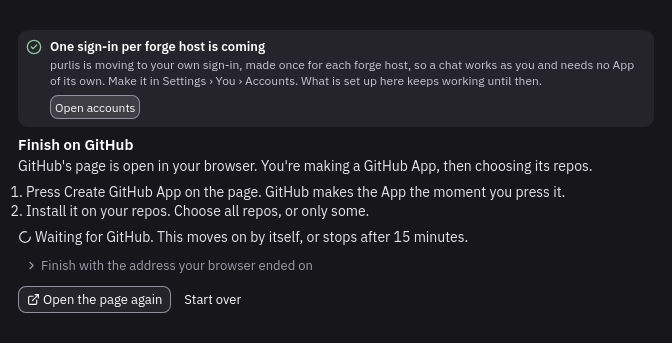 One sign-in per forge host is coming
purlis is moving to your own sign-in, made once for each forge host, so a chat works as you and needs no App
of its own. Make it in Settings › You › Accounts. What is set up here keeps working until then.
Open accounts
Finish on GitHub
GitHub's page is open in your browser. You're making a GitHub App, then choosing its repos.
1. Press Create GitHub App on the page. GitHub makes the App the moment you press it.
2. Install it on your repos. Choose all repos, or only some.
Waiting for GitHub. This moves on by itself, or stops after 15 minutes.
Finish with the address your browser ended on
Open the page again Start over